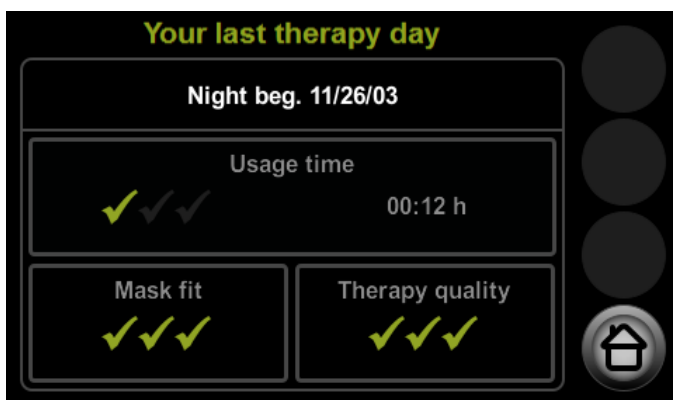 Your last therapy day
Night beg. 11/26/03
Usage time
00:12 h
Mask fit
Therapy quality